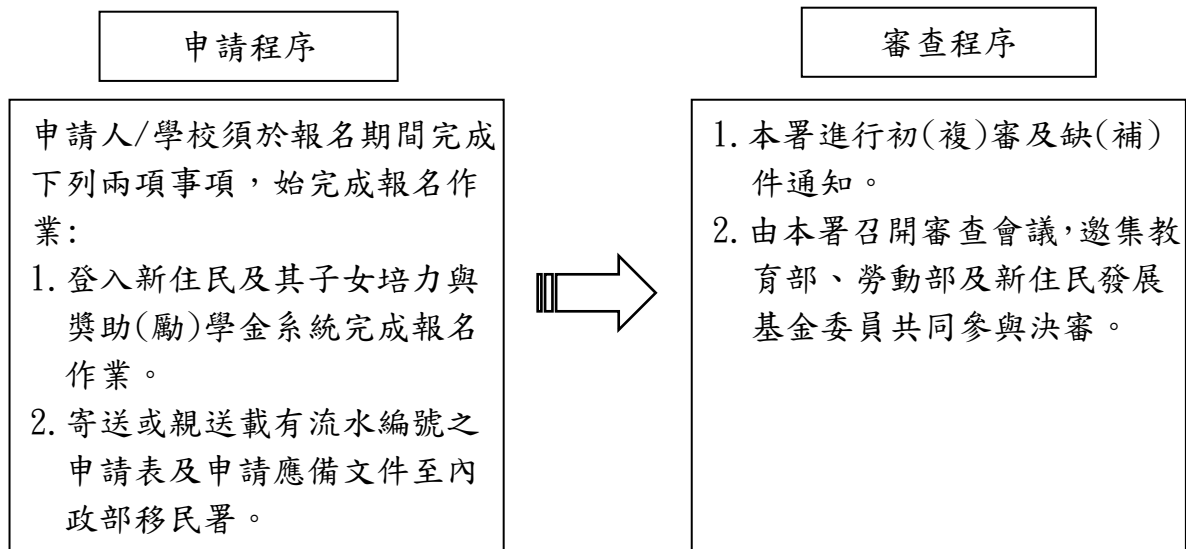 申請程序
申請人/學校須於報名期間完成
下列兩項事項，始完成報名作
業：
1. 登入新住民及其子女培力與
獎助(勵)學金系統完成報名
作業。
2. 寄送或親送載有流水編號之
申請表及申請應備文件至內
政部移民署。
審查程序
1. 本署進行初(複)審及缺(補)
件通知。
2. 由本署召開審查會議，邀集教
育部、勞動部及新住民發展
基金委員共同參與決審。